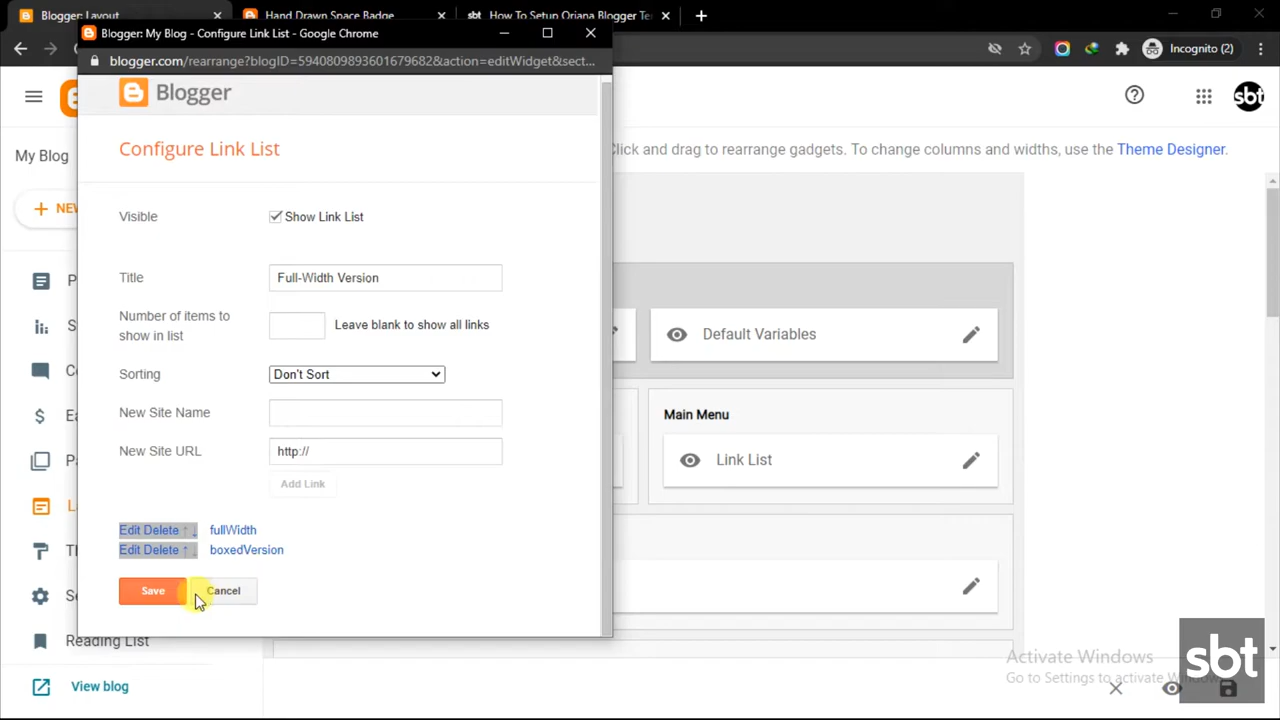 Blogger: Layout
Hand Drawn Space Badge
sbt How To Setup Oriana Blogger Te
Blogger: My Blog - Configure Link List - Google Chrome
blogger.com/rearrange?blogID=5940809893601679682&action=editWidget&sect...
Incognito (2)
Blogger
sbt
Configure Link List
My Blog
Click and drag to rearrange gadgets. To change columns and widths, use the Theme Designer.
NEW
Visible
Show Link List
Title
Full-Width Version
Number of items to show in list
Leave blank to show all links
Default Variables
Sorting
Don't Sort
New Site Name
Main Menu
New Site URL
http://
Link List
Add Link
Edit Delete ↑ ↓ fullWidth
Edit Delete ↑ ↓ boxedVersion
Save
Cancel
Reading List
View blog
Activate Windows
Go to Settings to activate Windows.
sbt